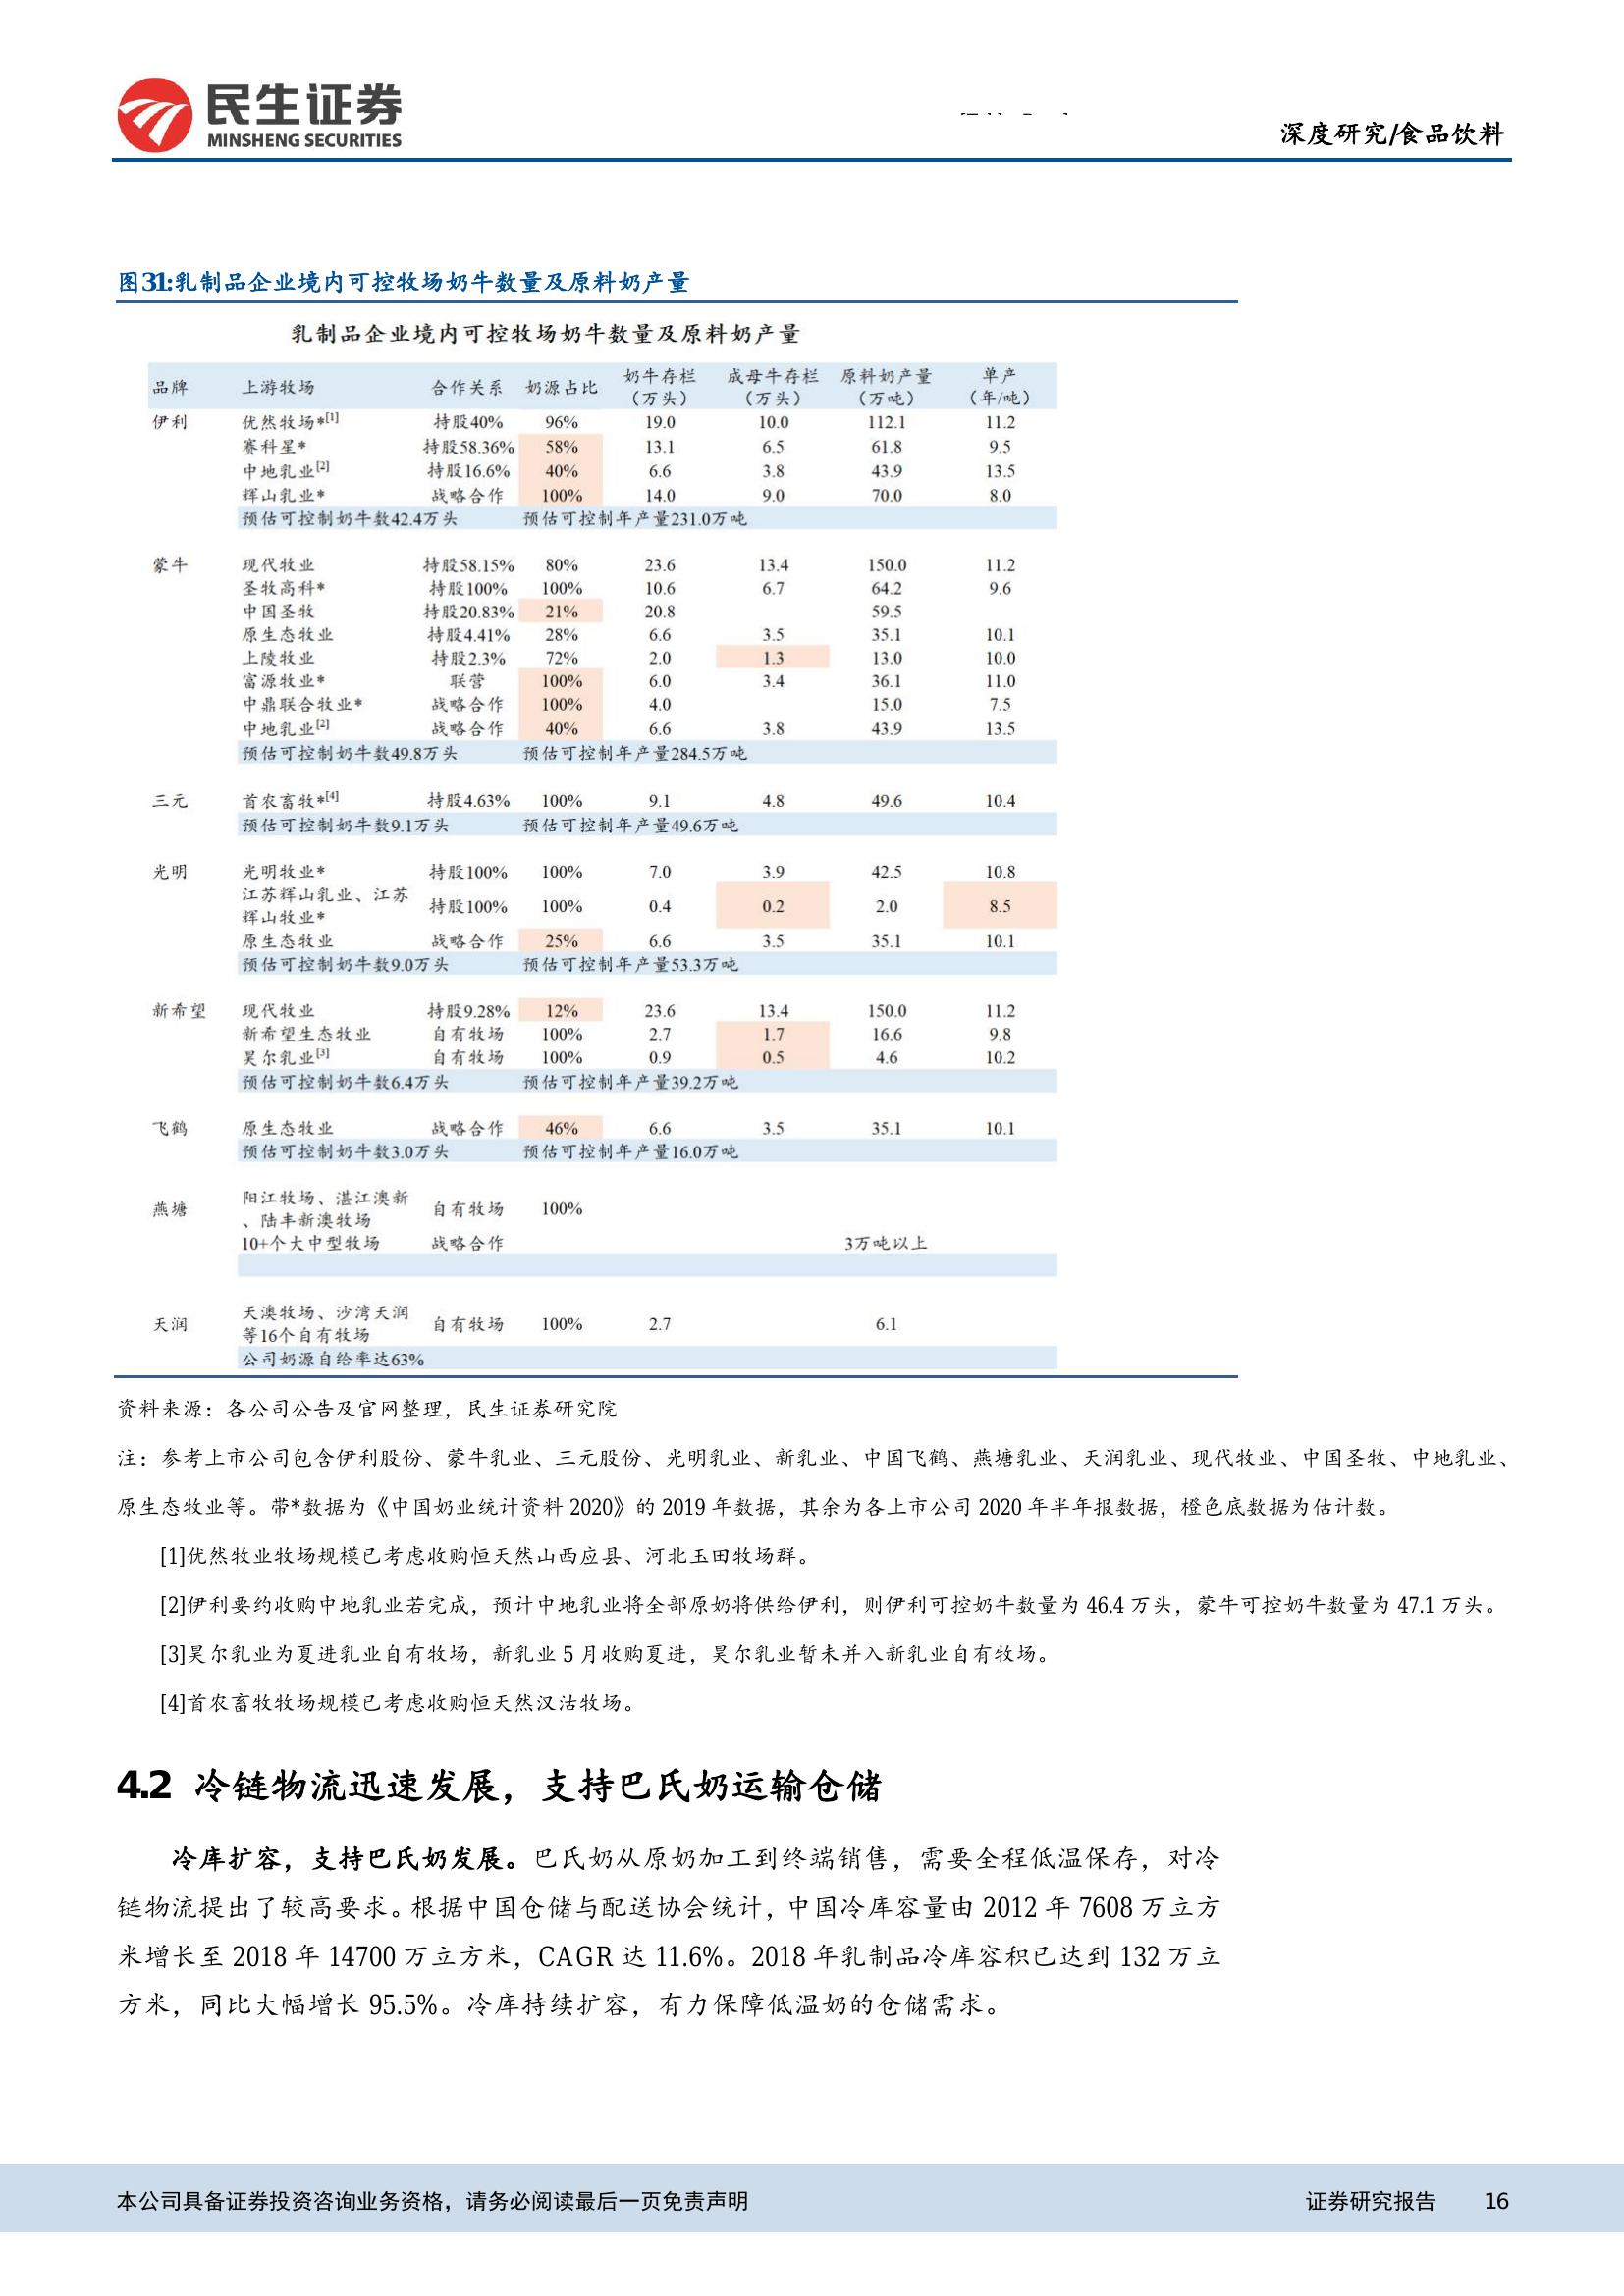 民生证券
MINSHENG SECURITIES
深度研究/食品饮料
图31:乳制品企业境内可控牧场奶牛数量及原料奶产量
乳制品企业境内可控牧场奶牛数量及原料奶产量
品牌 上游牧场 合作关系 奶源占比 奶牛存栏（万头） 成母牛存栏（万头） 原料奶产量（万吨） 单产（年/吨）
伊利 优然牧场*[1] 持股40% 96% 19.0 10.0 112.1 11.2
赛科星* 持股58.36% 58% 13.1 6.5 61.8 9.5
中地乳业[2] 持股16.6% 40% 6.6 3.8 43.9 13.5
辉山乳业* 战略合作 100% 14.0 9.0 70.0 8.0
预估可控制奶牛数42.4万头 预估可控制年产量231.0万吨
蒙牛 现代牧业 持股58.15% 80% 23.6 13.4 150.0 11.2
圣牧高科* 持股100% 100% 10.6 6.7 64.2 9.6
中国圣牧 持股20.83% 21% 20.8 59.5
原生态牧业 持股4.41% 28% 6.6 3.5 35.1 10.1
上陵牧业 持股2.3% 72% 2.0 1.3 13.0 10.0
富源牧业* 联营 100% 6.0 3.4 36.1 11.0
中鼎联合牧业* 战略合作 100% 4.0 15.0 7.5
中地乳业[2] 战略合作 40% 6.6 3.8 43.9 13.5
预估可控制奶牛数49.8万头 预估可控制年产量284.5万吨
三元 首农畜牧*[4] 持股4.63% 100% 9.1 4.8 49.6 10.4
预估可控制奶牛数9.1万头 预估可控制年产量49.6万吨
光明 光明牧业* 持股100% 100% 7.0 3.9 42.5 10.8
江苏辉山乳业、江苏
辉山牧业* 持股100% 100% 0.4 0.2 2.0 8.5
原生态牧业 战略合作 25% 6.6 3.5 35.1 10.1
预估可控制奶牛数9.0万头 预估可控制年产量53.3万吨
新希望 现代牧业 持股9.28% 12% 23.6 13.4 150.0 11.2
新希望生态牧业 自有牧场 100% 2.7 1.7 16.6 9.8
昊尔乳业[3] 自有牧场 100% 0.9 0.5 4.6 10.2
预估可控制奶牛数6.4万头 预估可控制年产量39.2万吨
飞鹤 原生态牧业 战略合作 46% 6.6 3.5 35.1 10.1
预估可控制奶牛数3.0万头 预估可控制年产量16.0万吨
燕塘 阳江牧场、湛江澳新
、陆丰新澳牧场 自有牧场 100%
10+个大中型牧场 战略合作 3万吨以上
天润 天澳牧场、沙湾天润
等16个自有牧场 自有牧场 100% 2.7 6.1
公司奶源自给率达63%
资料来源：各公司公告及官网整理，民生证券研究院
注：参考上市公司包含伊利股份、蒙牛乳业、三元股份、光明乳业、新乳业、中国飞鹤、燕塘乳业、天润乳业、现代牧业、中国圣牧、中地乳业、
原生态牧业等。带*数据为《中国奶业统计资料 2020》的 2019 年数据，其余为各上市公司 2020 年半年报数据，橙色底数据为估计数。
[1]优然牧业牧场规模已考虑收购恒天然山西应县、河北玉田牧场群。
[2]伊利要约收购中地乳业若完成，预计中地乳业将全部原奶将供给伊利，则伊利可控奶牛数量为 46.4 万头，蒙牛可控奶牛数量为 47.1 万头。
[3]昊尔乳业为夏进乳业自有牧场，新乳业 5 月收购夏进，昊尔乳业暂未并入新乳业自有牧场。
[4]首农畜牧牧场规模已考虑收购恒天然汉沽牧场。
4.2 冷链物流迅速发展，支持巴氏奶运输仓储
冷库扩容，支持巴氏奶发展。巴氏奶从原奶加工到终端销售，需要全程低温保存，对冷
链物流提出了较高要求。根据中国仓储与配送协会统计，中国冷库容量由 2012 年 7608 万立方
米增长至 2018 年 14700 万立方米，CAGR 达 11.6%。2018 年乳制品冷库容积已达到 132 万立
方米，同比大幅增长 95.5%。冷库持续扩容，有力保障低温奶的仓储需求。
本公司具备证券投资咨询业务资格，请务必阅读最后一页免责声明 证券研究报告 16